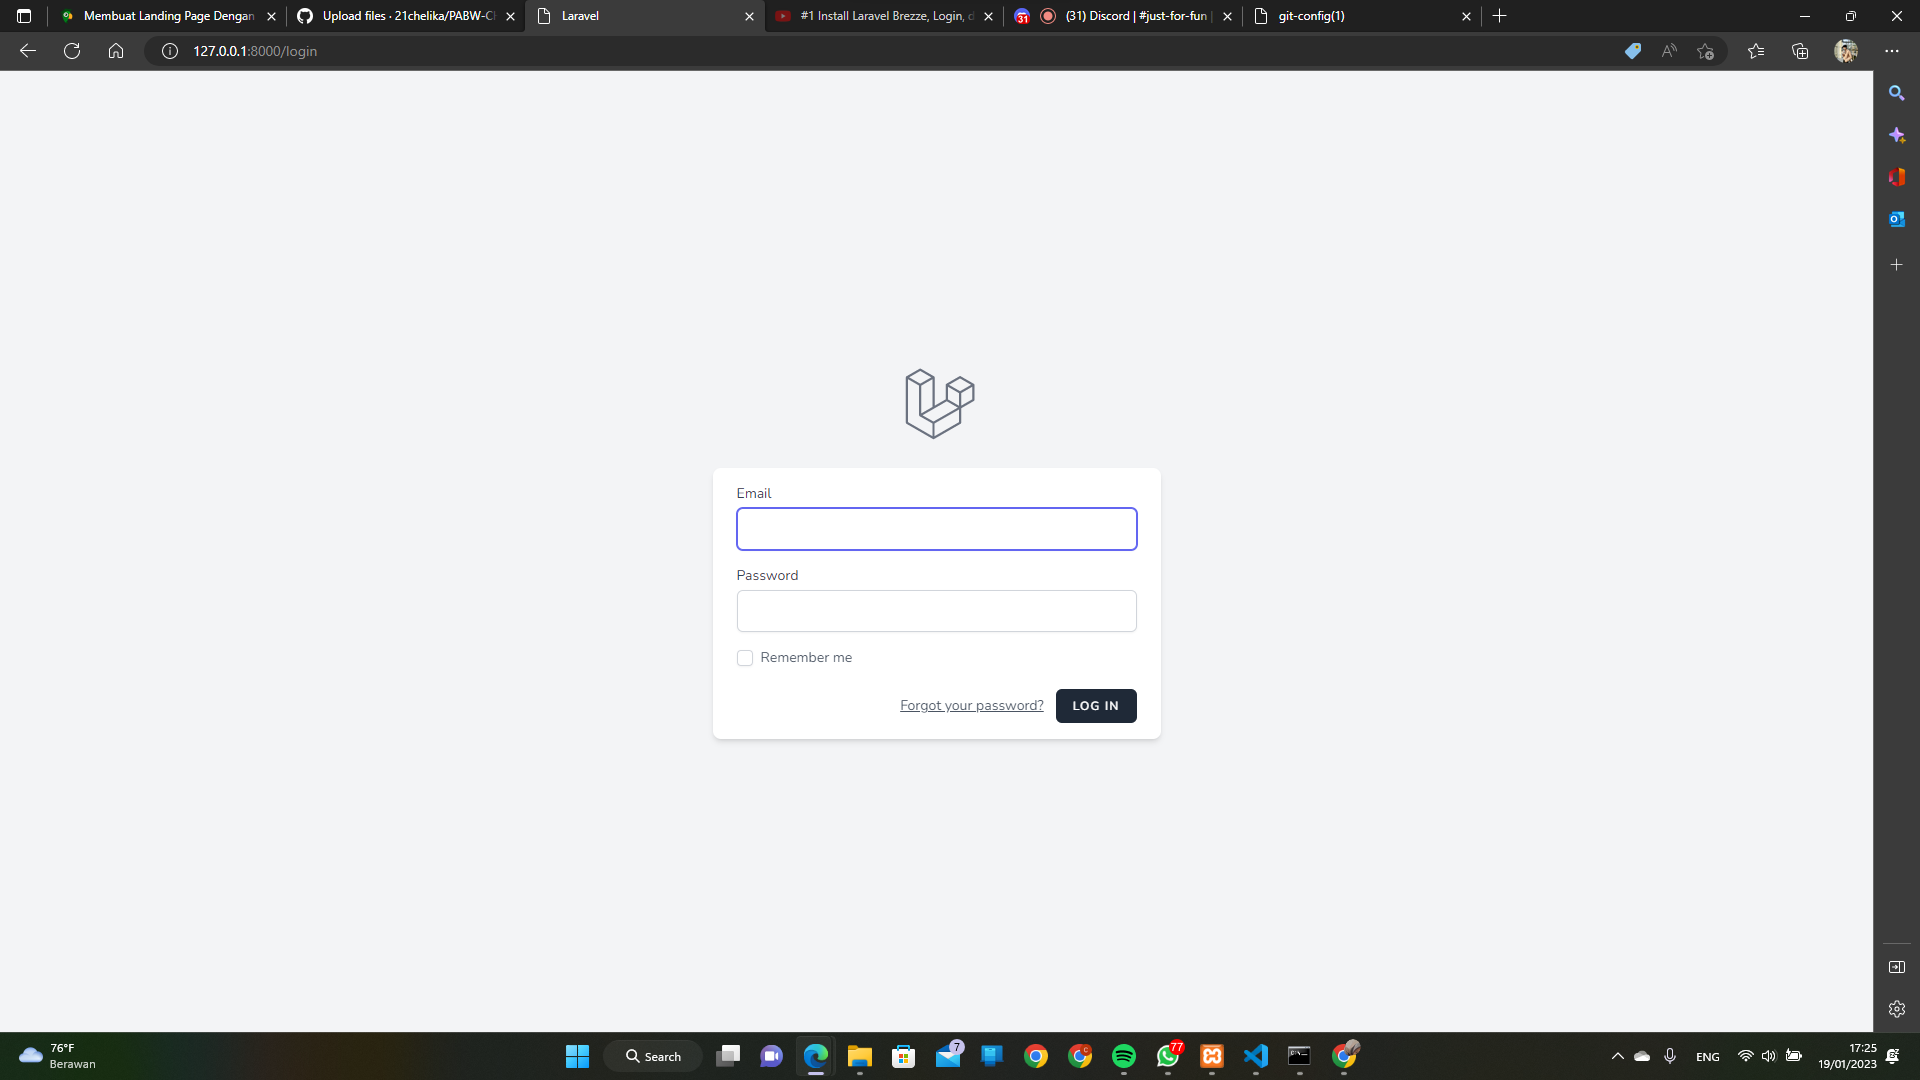 Membuat Landing Page Dengan
Upload files · 21chelika/PABW-C
Laravel
#1 Install Laravel Brezze, Login, d
31
(31) Discord | #just-for-fun |
git-config(1)
127.0.0.1:8000/login
Email
Password
Remember me
Forgot your password?
LOG IN
76°F
Berawan
Search
7
77
ENG
17:25
19/01/2023